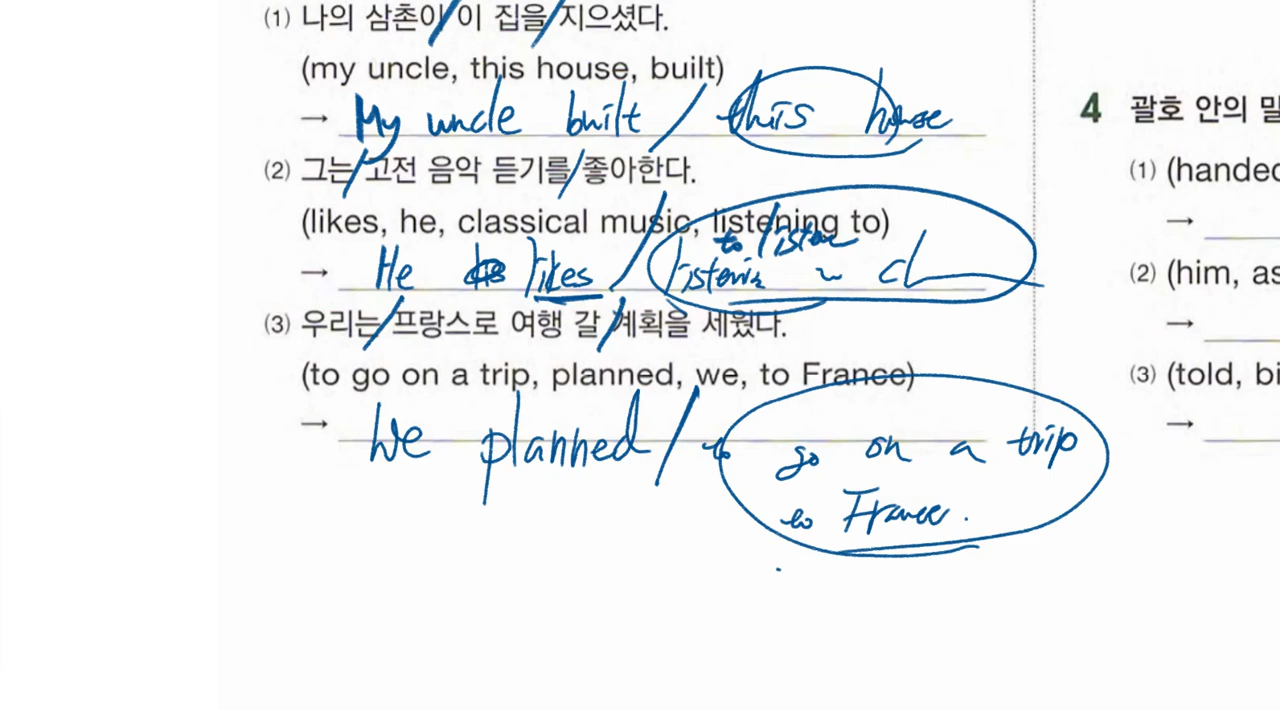 (1) 나의 삼촌이 이 집을 지으셨다.
(my uncle, this house, built)
→ My uncle built / this house
(2) 그는 고전 음악 듣기를 좋아한다.
(likes, he, classical music, listening to)
to listen
→ He likes / listenin ~ cl
(3) 우리는 프랑스로 여행 갈 계획을 세웠다.
(to go on a trip, planned, we, to France)
→ We planned / to go on a trip
to France.
4 괄호 안의 말
(1) (handed
→
(2) (him, as
→
(3) (told, bi
→